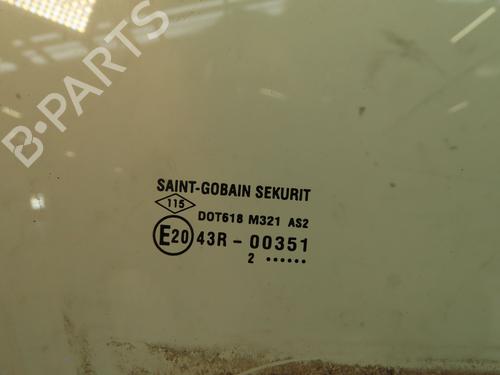 B-PARTS
SAINT-GOBAIN SEKURIT
115
DOT618 M321 AS2
E20 43R-00351
2 ••••••